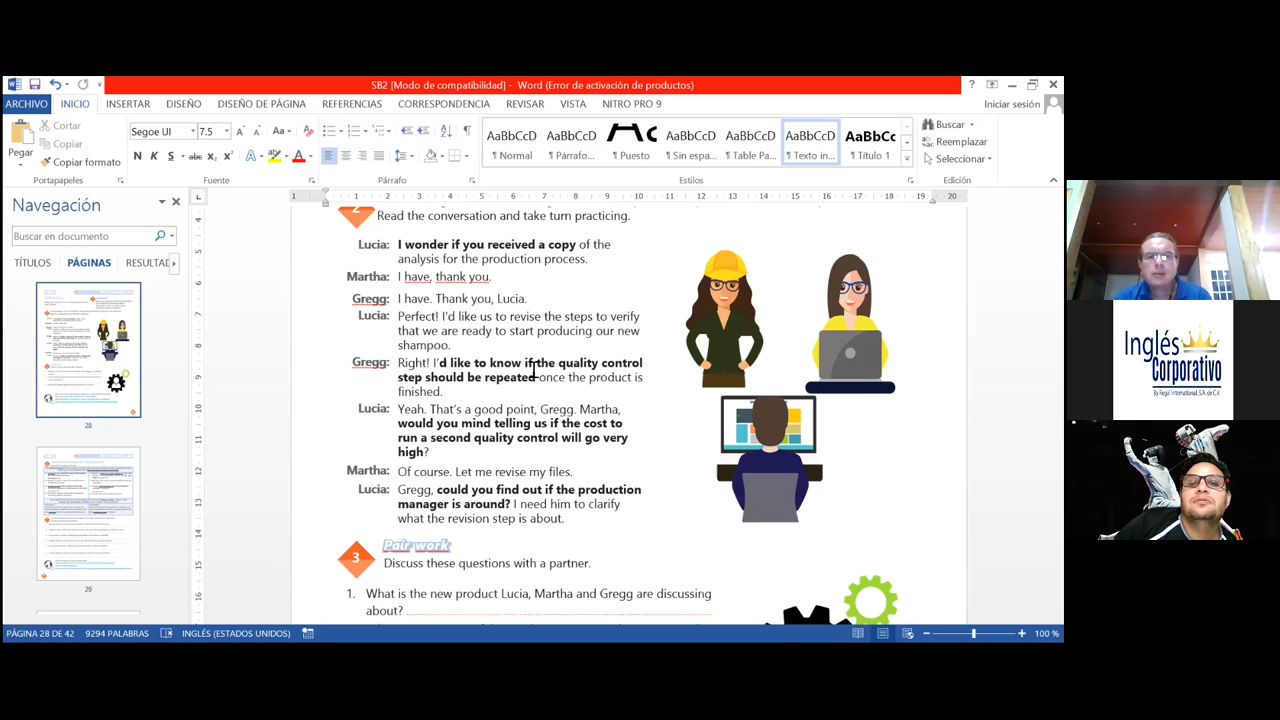 SB2 [Modo de compatibilidad] - Word (Error de activación de productos)
ARCHIVO INICIO INSERTAR DISEÑO DISEÑO DE PÁGINA REFERENCIAS CORRESPONDENCIA REVISAR VISTA NITRO PRO 9 Iniciar sesión
Pegar
Cortar
Copiar
Copiar formato
Portapapeles
Segoe UI 7.5
Fuente
Párrafo
AaBbCcD AaBbCcD AaBbCcD AaBbCcD AaBbCcD AaBbCc
¶ Normal ¶ Párrafo... ¶ Puesto ¶ Sin espa... ¶ Table Pa... ¶ Texto in... ¶ Título 1
Estilos
Buscar
Reemplazar
Seleccionar
Edición
Navegación
Buscar en documento
TÍTULOS PÁGINAS RESULTAD
28
29
2
Read the conversation and take turn practicing.
Lucia: I wonder if you received a copy of the
analysis for the production process.
Martha: I have, thank you.
Gregg: I have. Thank you, Lucia.
Lucia: Perfect! I'd like us to revise the steps to verify
that we are ready to start producing our new
shampoo.
Gregg: Right! I'd like to know if the quality control
step should be repeated once the product is
finished.
Lucia: Yeah. That's a good point, Gregg. Martha,
would you mind telling us if the cost to
run a second quality control will go very
high?
Martha: Of course. Let me revise my files.
Lucia: Gregg, could you find out if the production
manager is around? I need him to clarify
what the revision step is about.
3 Pair work
Discuss these questions with a partner.
1. What is the new product Lucia, Martha and Gregg are discussing
about?
PÁGINA 28 DE 42 9294 PALABRAS INGLÉS (ESTADOS UNIDOS) 100 %
Inglés
Corporativo
By Regal International, S.A. de C.V.